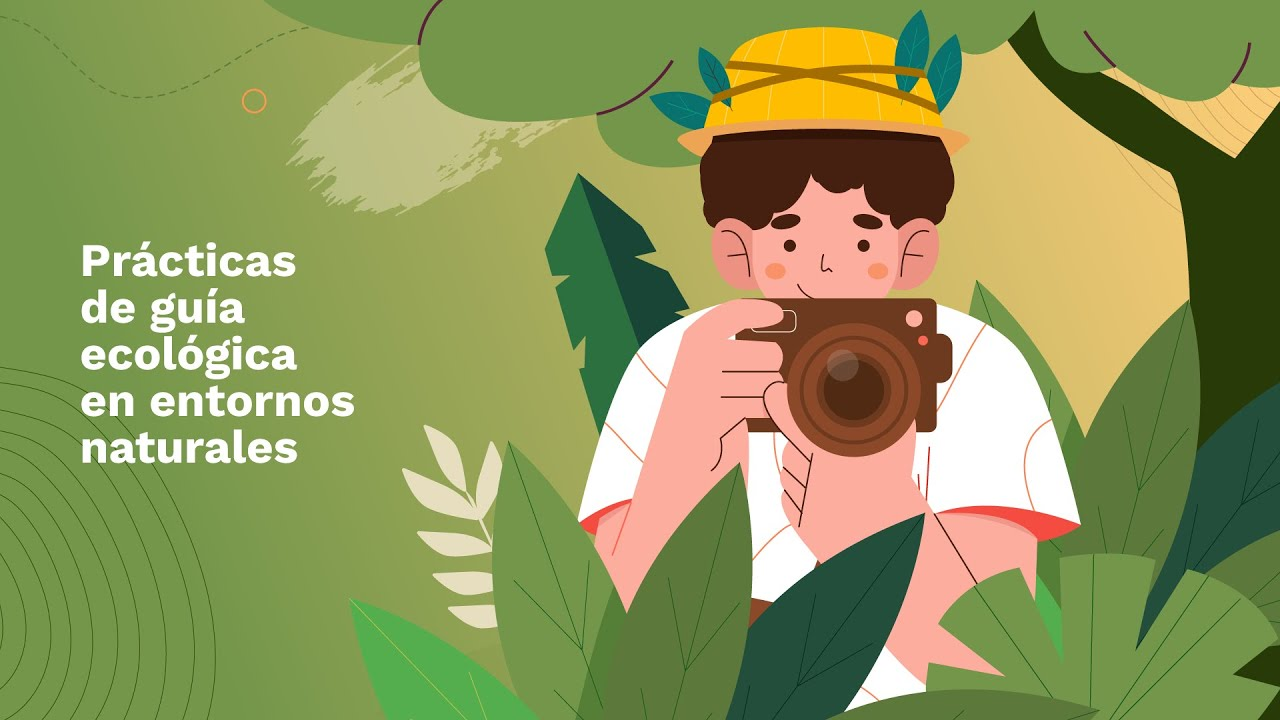 Prácticas
de guía
ecológica
en entornos
naturales